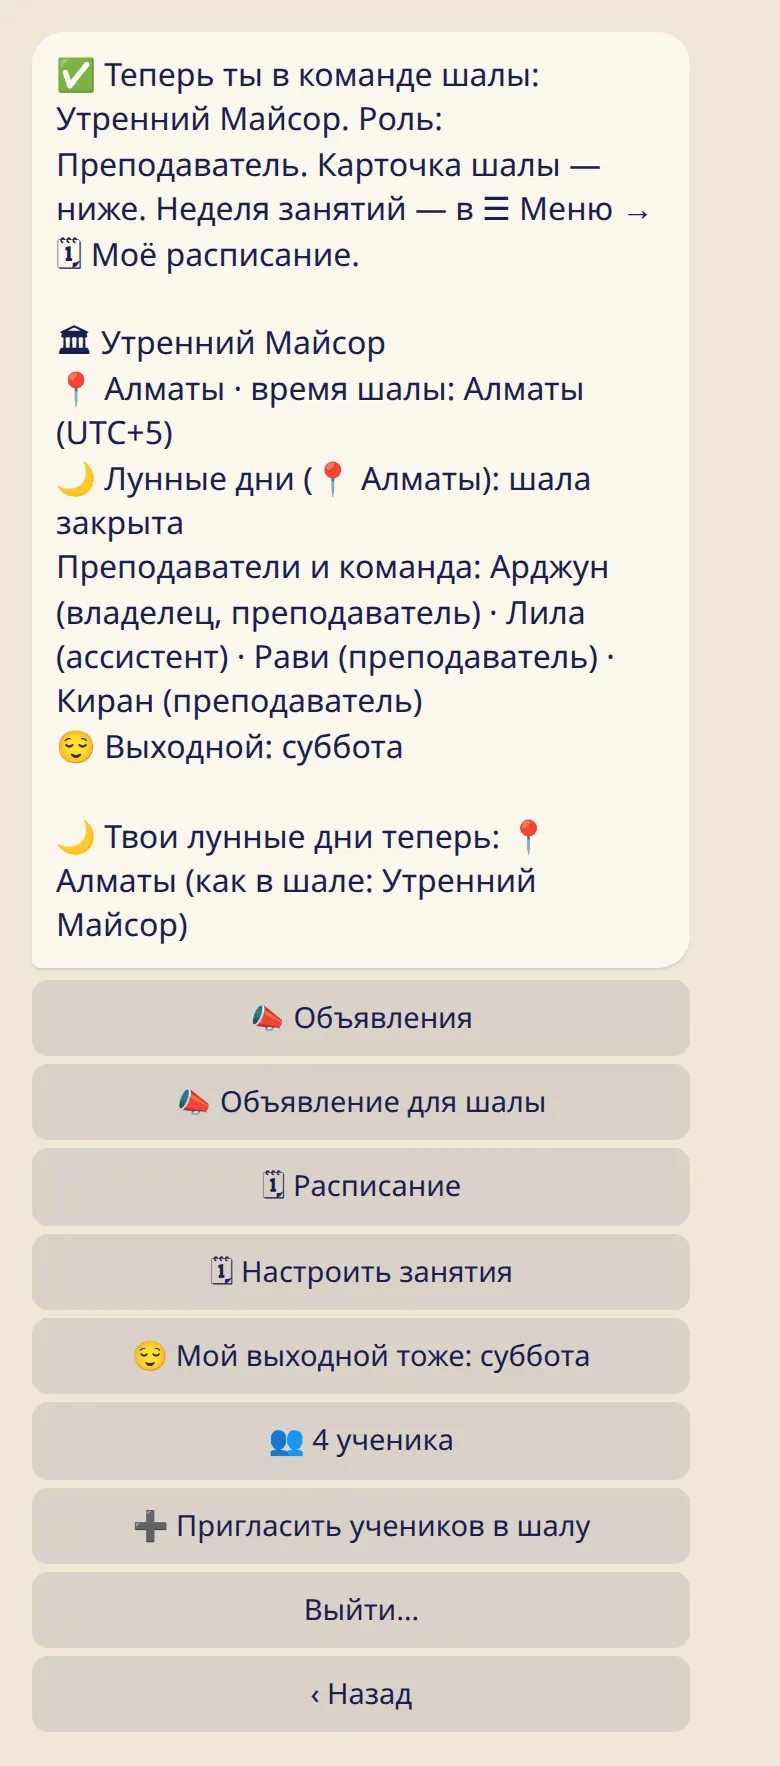 ✅ Теперь ты в команде шалы:
Утренний Майсор. Роль:
Преподаватель. Карточка шалы —
ниже. Неделя занятий — в ☰ Меню →
🗓 Моё расписание.
🏛 Утренний Майсор
📍 Алматы · время шалы: Алматы
(UTC+5)
🌙 Лунные дни (📍 Алматы): шала
закрыта
Преподаватели и команда: Арджун
(владелец, преподаватель) · Лила
(ассистент) · Рави (преподаватель) ·
Киран (преподаватель)
😌 Выходной: суббота
🌙 Твои лунные дни теперь: 📍
Алматы (как в шале: Утренний
Майсор)
📣 Объявления
📣 Объявление для шалы
🗓 Расписание
🗓 Настроить занятия
😌 Мой выходной тоже: суббота
👥 4 ученика
➕ Пригласить учеников в шалу
Выйти…
‹ Назад